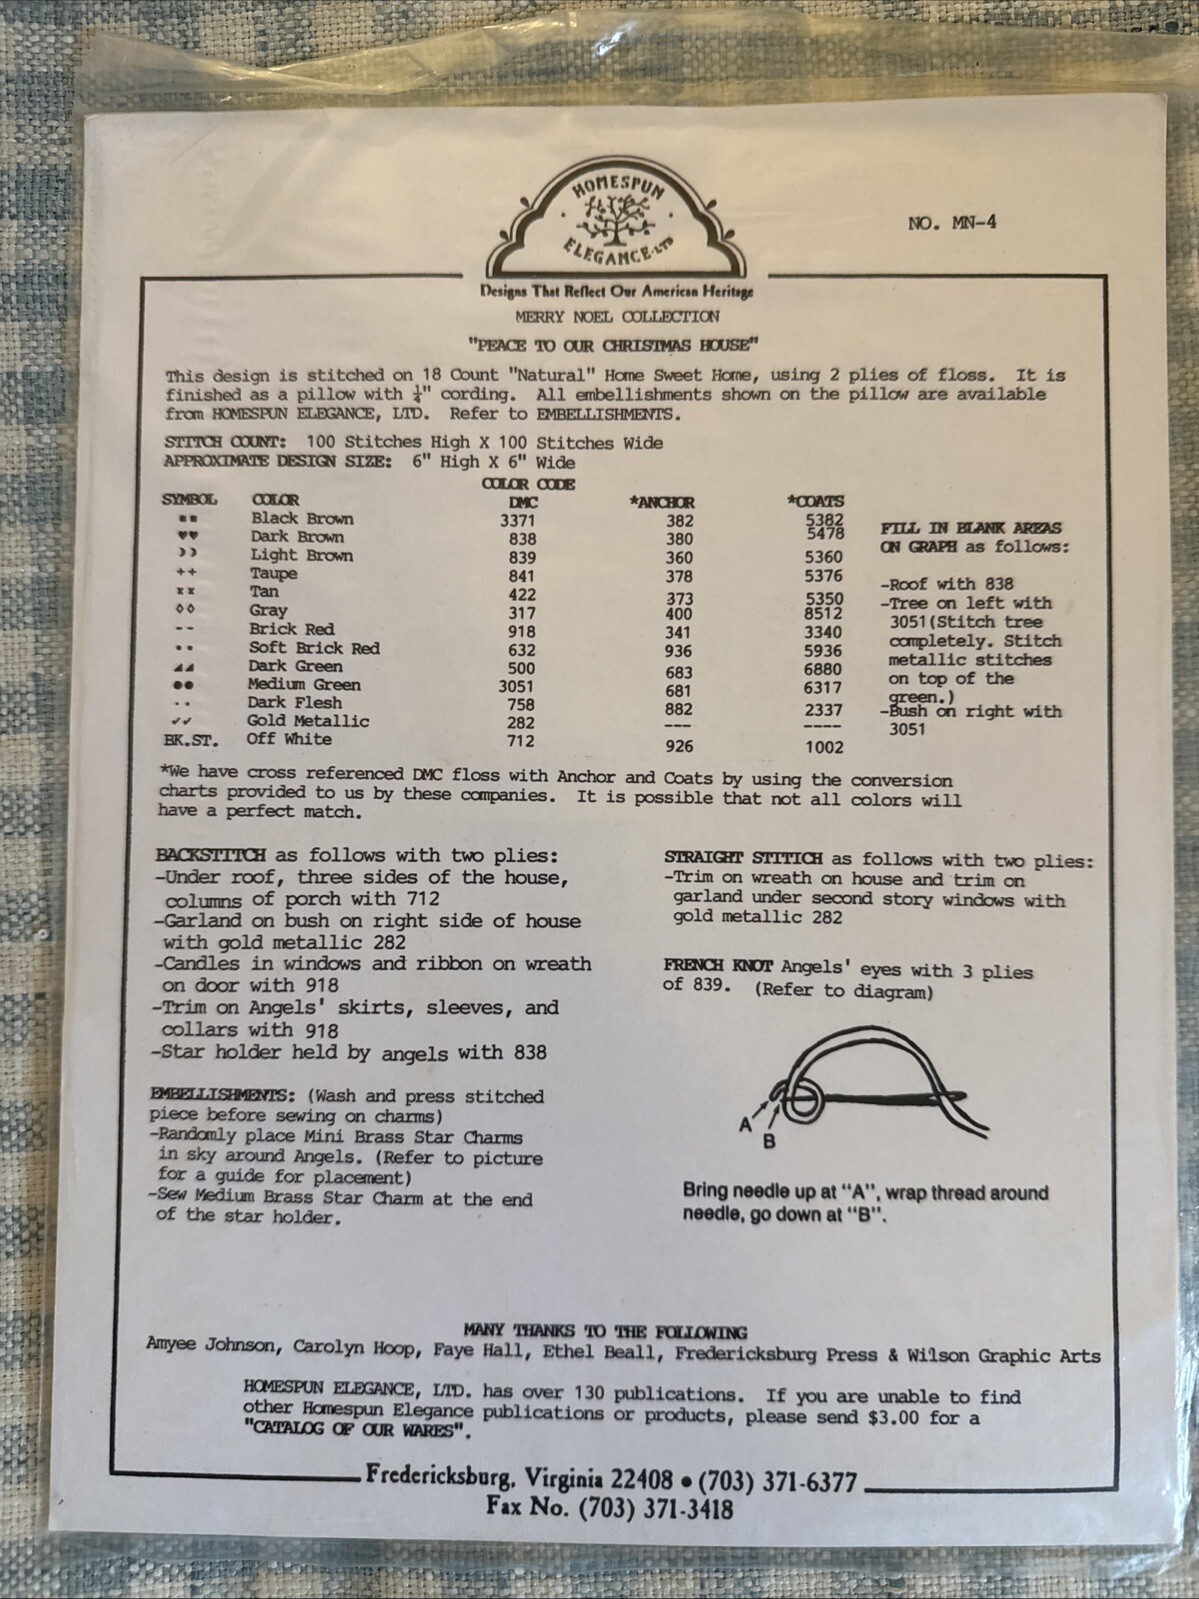 HOMESPUN
ELEGANCE·LTD
NO. MN-4
Designs That Reflect Our American Heritage
MERRY NOEL COLLECTION
"PEACE TO OUR CHRISTMAS HOUSE"
This design is stitched on 18 Count "Natural" Home Sweet Home, using 2 plies of floss. It is
finished as a pillow with ¼" cording. All embellishments shown on the pillow are available
from HOMESPUN ELEGANCE, LTD. Refer to EMBELLISHMENTS.
STITCH COUNT: 100 Stitches High X 100 Stitches Wide
APPROXIMATE DESIGN SIZE: 6" High X 6" Wide
COLOR CODE
SYMBOL COLOR DMC *ANCHOR *COATS
■■ Black Brown 3371 382 5382
♥♥ Dark Brown 838 380 5478
☽☽ Light Brown 839 360 5360
++ Taupe 841 378 5376
xx Tan 422 373 5350
◊◊ Gray 317 400 8512
-- Brick Red 918 341 3340
•• Soft Brick Red 632 936 5936
◢◢ Dark Green 500 683 6880
●● Medium Green 3051 681 6317
·· Dark Flesh 758 882 2337
✓✓ Gold Metallic 282 --- ----
BK.ST. Off White 712 926 1002
FILL IN BLANK AREAS
ON GRAPH as follows:
-Roof with 838
-Tree on left with
3051(Stitch tree
completely. Stitch
metallic stitches
on top of the
green.)
-Bush on right with
3051
*We have cross referenced DMC floss with Anchor and Coats by using the conversion
charts provided to us by these companies. It is possible that not all colors will
have a perfect match.
BACKSTITCH as follows with two plies:
-Under roof, three sides of the house,
columns of porch with 712
-Garland on bush on right side of house
with gold metallic 282
-Candles in windows and ribbon on wreath
on door with 918
-Trim on Angels' skirts, sleeves, and
collars with 918
-Star holder held by angels with 838
EMBELLISHMENTS: (Wash and press stitched
piece before sewing on charms)
-Randomly place Mini Brass Star Charms
in sky around Angels. (Refer to picture
for a guide for placement)
-Sew Medium Brass Star Charm at the end
of the star holder.
STRAIGHT STITICH as follows with two plies:
-Trim on wreath on house and trim on
garland under second story windows with
gold metallic 282
FRENCH KNOT Angels' eyes with 3 plies
of 839. (Refer to diagram)
A
B
Bring needle up at "A", wrap thread around
needle, go down at "B".
MANY THANKS TO THE FOLLOWING
Amyee Johnson, Carolyn Hoop, Faye Hall, Ethel Beall, Fredericksburg Press & Wilson Graphic Arts
HOMESPUN ELEGANCE, LTD. has over 130 publications. If you are unable to find
other Homespun Elegance publications or products, please send $3.00 for a
"CATALOG OF OUR WARES".
Fredericksburg, Virginia 22408 • (703) 371-6377
Fax No. (703) 371-3418